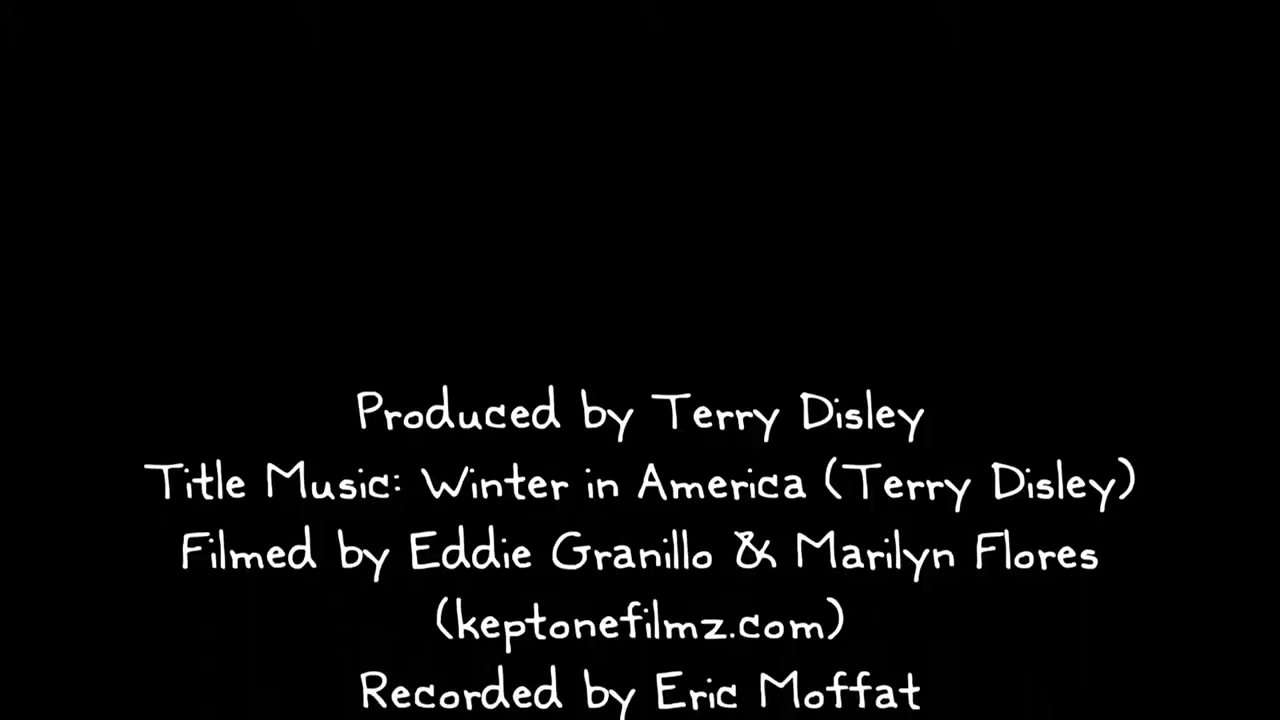 Produced by Terry Disley
Title Music: Winter in America (Terry Disley)
Filmed by Eddie Granillo & Marilyn Flores
(keptonefilmz.com)
Recorded by Eric Moffat